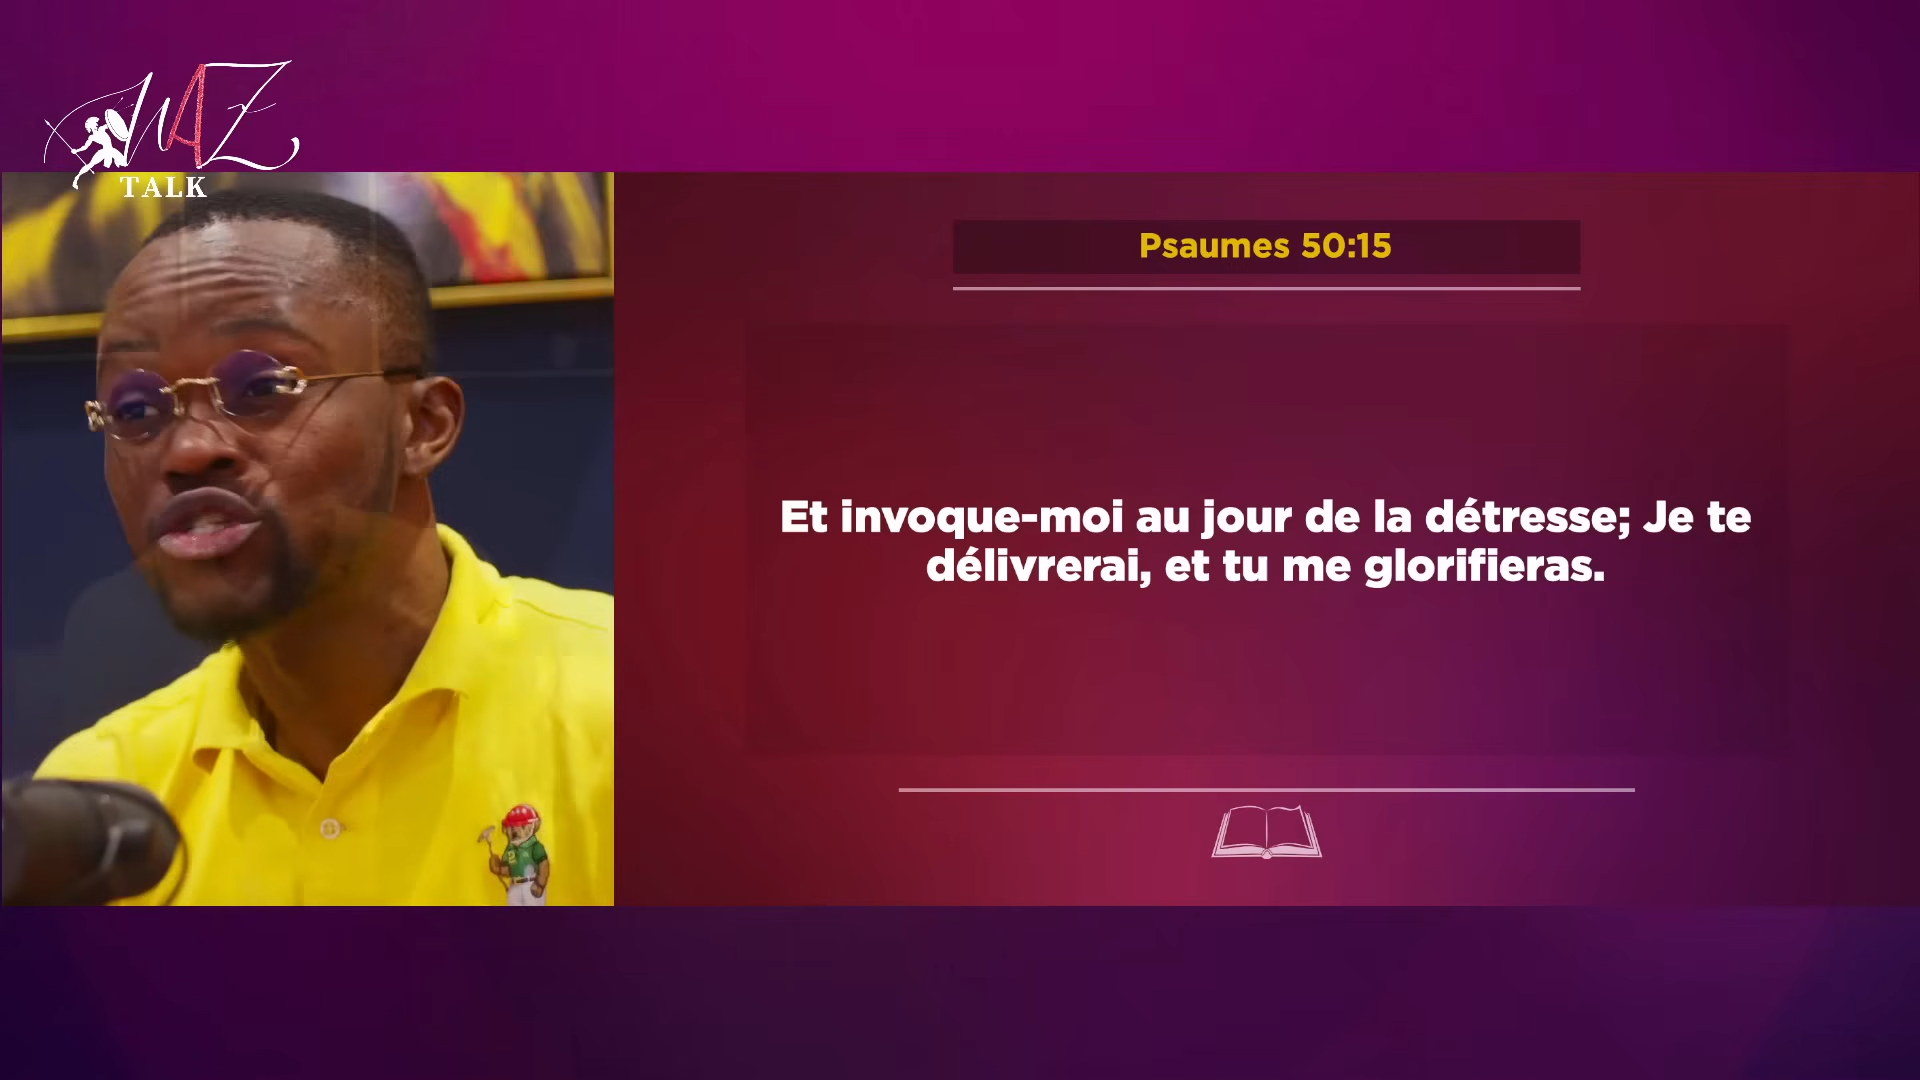 NAZ
TALK
Psaumes 50:15
Et invoque-moi au jour de la détresse; Je te
délivrerai, et tu me glorifieras.